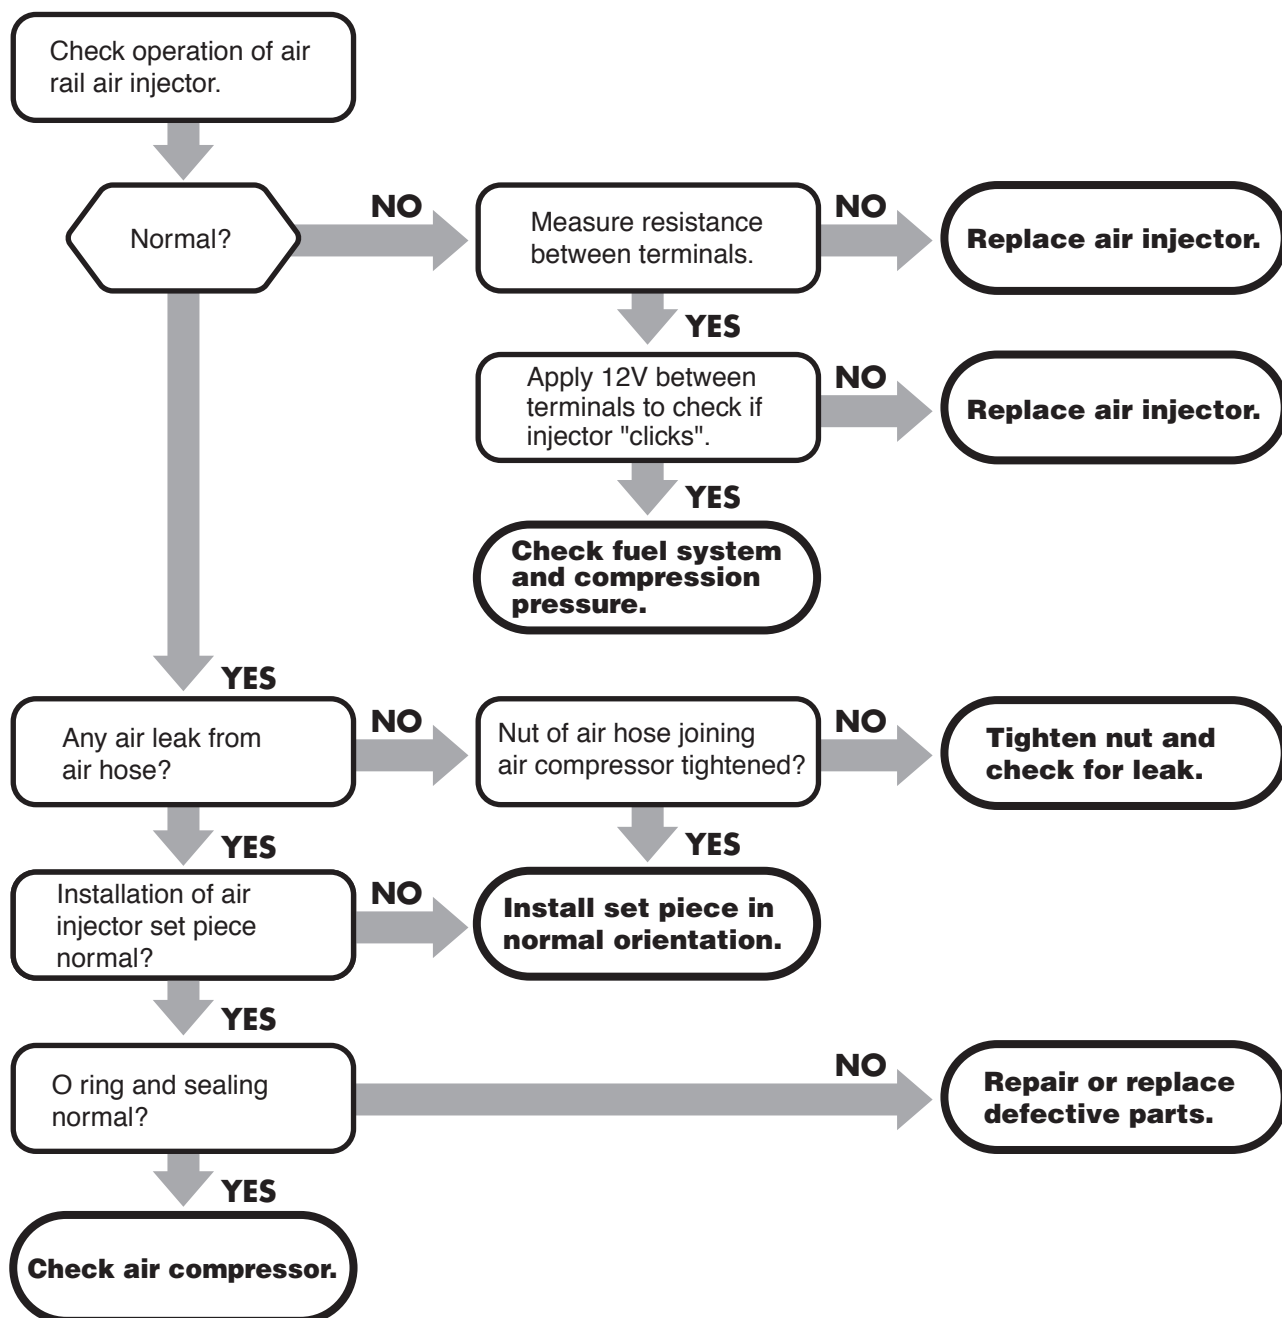 Check operation of air
rail air injector.
Normal?
NO
Measure resistance
between terminals.
NO
Replace air injector.
YES
Apply 12V between
terminals to check if
injector "clicks".
NO
Replace air injector.
YES
Check fuel system
and compression
pressure.
YES
Any air leak from
air hose?
NO
Nut of air hose joining
air compressor tightened?
NO
Tighten nut and
check for leak.
YES
YES
Installation of air
injector set piece
normal?
NO
Install set piece in
normal orientation.
YES
O ring and sealing
normal?
NO
Repair or replace
defective parts.
YES
Check air compressor.